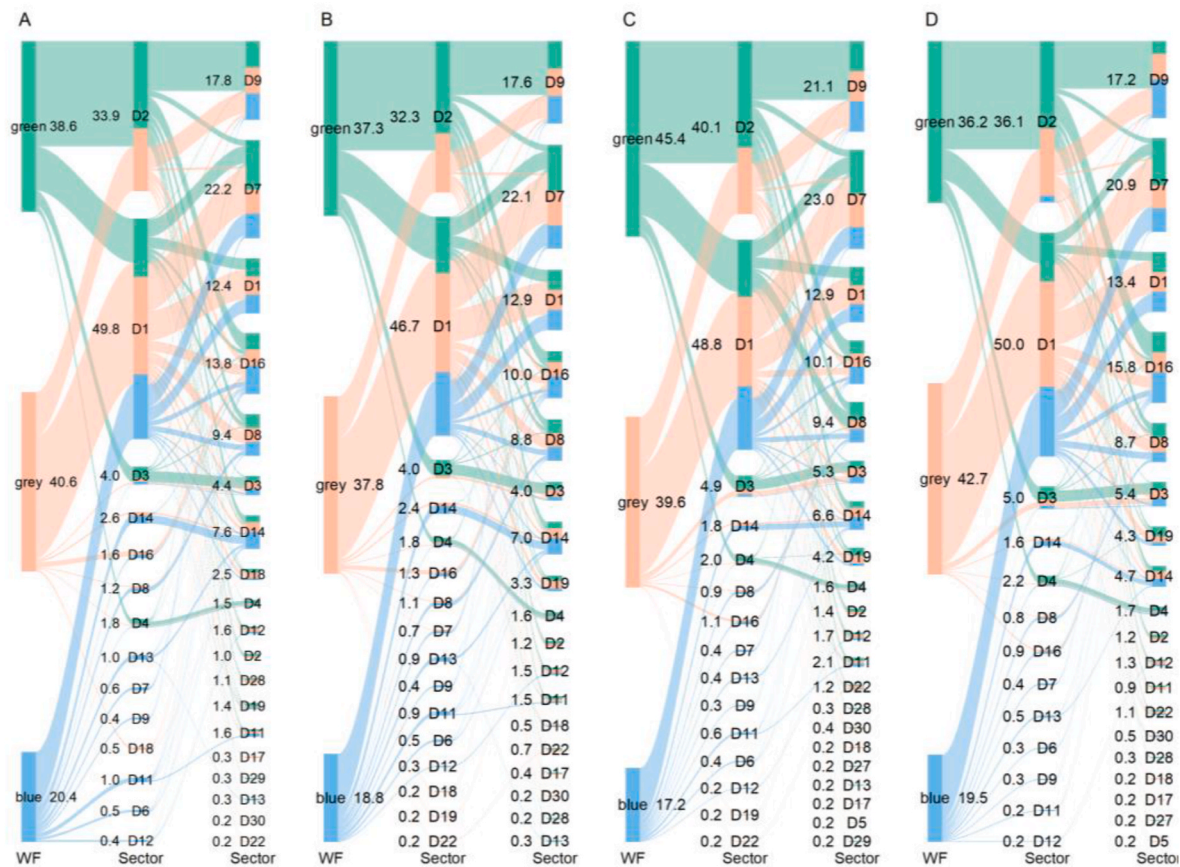 A
green 38.6
grey 40.6
blue 20.4
WF
33.9 D2
49.8 D1
4.0 D3
2.6 D14
1.6 D16
1.2 D8
1.8 D4
1.0 D13
0.6 D7
0.4 D9
0.5 D18
1.0 D11
0.5 D6
0.4 D12
Sector
17.8 D9
22.2 D7
12.4 D1
13.8 D16
9.4 D8
4.4 D3
7.6 D14
2.5 D18
1.5 D4
1.6 D12
1.0 D2
1.1 D28
1.4 D19
1.6 D11
0.3 D17
0.3 D29
0.3 D13
0.2 D30
0.2 D22
Sector
B
green 37.3
grey 37.8
blue 18.8
WF
32.3 D2
46.7 D1
4.0 D3
2.4 D14
1.8 D4
1.3 D16
1.1 D8
0.7 D7
0.9 D13
0.4 D9
0.9 D11
0.5 D6
0.3 D12
0.2 D18
0.2 D19
0.2 D22
Sector
17.6 D9
22.1 D7
12.9 D1
10.0 D16
8.8 D8
4.0 D3
7.0 D14
3.3 D19
1.6 D4
1.2 D2
1.5 D12
1.5 D11
0.5 D18
0.7 D22
0.4 D17
0.2 D30
0.2 D28
0.3 D13
Sector
C
green 45.4
grey 39.6
blue 17.2
WF
40.1 D2
48.8 D1
4.9 D3
1.8 D14
2.0 D4
0.9 D8
1.1 D16
0.4 D7
0.4 D13
0.3 D9
0.6 D11
0.4 D6
0.2 D12
0.2 D19
0.2 D22
Sector
21.1 D9
23.0 D7
12.9 D1
10.1 D16
9.4 D8
5.3 D3
6.6 D14
4.2 D19
1.6 D4
1.4 D2
1.7 D12
2.1 D11
1.2 D22
0.3 D28
0.4 D30
0.2 D18
0.2 D27
0.2 D13
0.2 D17
0.2 D5
0.2 D29
Sector
D
green 36.2
grey 42.7
blue 19.5
WF
36.1 D2
50.0 D1
5.0 D3
1.6 D14
2.2 D4
0.8 D8
0.9 D16
0.4 D7
0.5 D13
0.3 D6
0.3 D9
0.2 D11
0.2 D12
Sector
17.2 D9
20.9 D7
13.4 D1
15.8 D16
8.7 D8
5.4 D3
4.3 D19
4.7 D14
1.7 D4
1.2 D2
1.3 D12
0.9 D11
1.1 D22
0.5 D30
0.3 D28
0.2 D18
0.2 D17
0.2 D27
0.2 D5
Sector